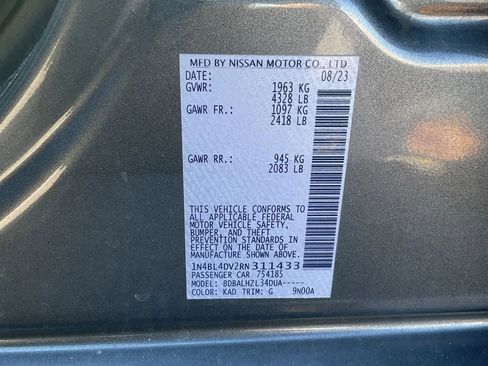 MFD BY NISSAN MOTOR CO., LTD.
DATE: 08/23
GVWR: 1963 KG
4328 LB
GAWR FR.: 1097 KG
2418 LB
GAWR RR.: 945 KG
2083 LB
THIS VEHICLE CONFORMS TO
ALL APPLICABLE FEDERAL
MOTOR VEHICLE SAFETY,
BUMPER, AND THEFT
PREVENTION STANDARDS IN
EFFECT ON THE DATE OF
MANUFACTURE SHOWN ABOVE.
1N4BL4DV2RN311433
PASSENGER CAR 754185
MODEL: BDBALHZL34DUA-----
COLOR: KAD TRIM: G 9N00A